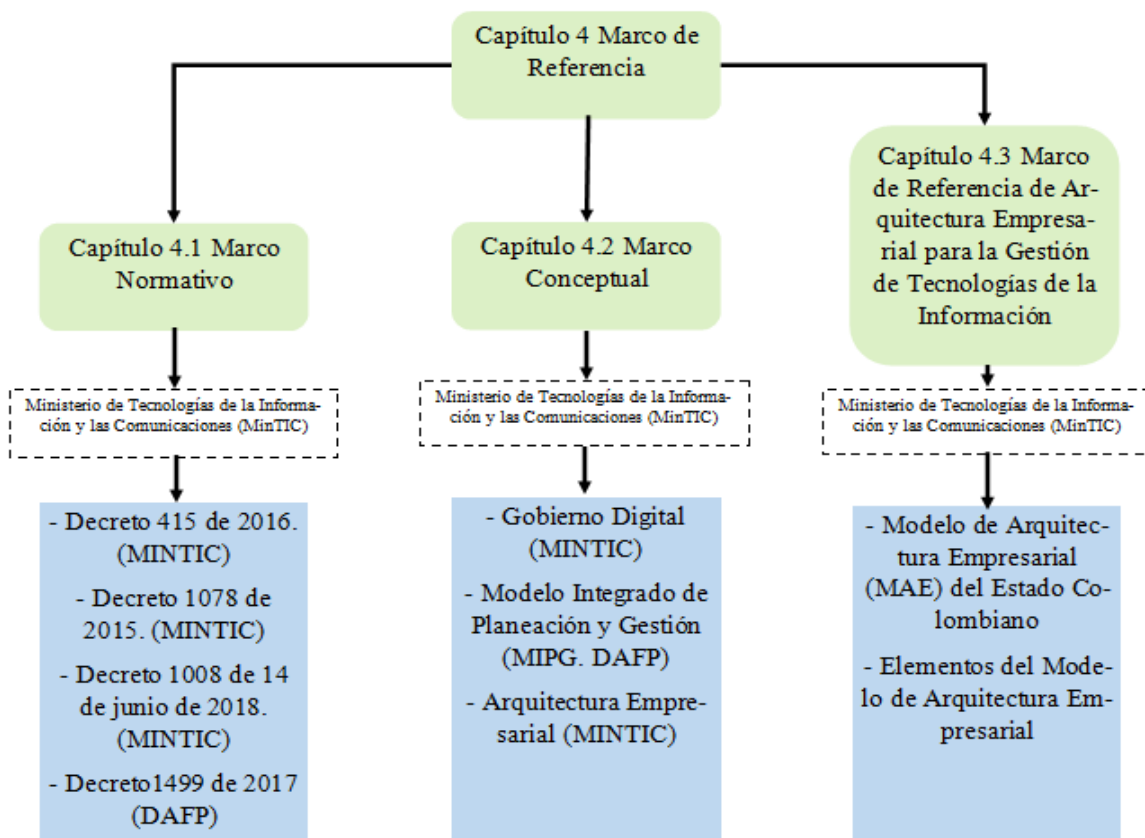 Capítulo 4 Marco de
Referencia
Capítulo 4.1 Marco
Normativo
Ministerio de Tecnologías de la Informa-
ción y las Comunicaciones (MinTIC)
- Decreto 415 de 2016.
(MINTIC)
- Decreto 1078 de
2015. (MINTIC)
- Decreto 1008 de 14
de junio de 2018.
(MINTIC)
- Decreto1499 de 2017
(DAFP)
Capítulo 4.2 Marco
Conceptual
Ministerio de Tecnologías de la Informa-
ción y las Comunicaciones (MinTIC)
- Gobierno Digital
(MINTIC)
- Modelo Integrado de
Planeación y Gestión
(MIPG. DAFP)
- Arquitectura Empre-
sarial (MINTIC)
Capítulo 4.3 Marco
de Referencia de Ar-
quitectura Empresa-
rial para la Gestión
de Tecnologías de la
Información
Ministerio de Tecnologías de la Informa-
ción y las Comunicaciones (MinTIC)
- Modelo de Arquitec-
tura Empresarial
(MAE) del Estado Co-
lombiano
- Elementos del Mode-
lo de Arquitectura Em-
presarial